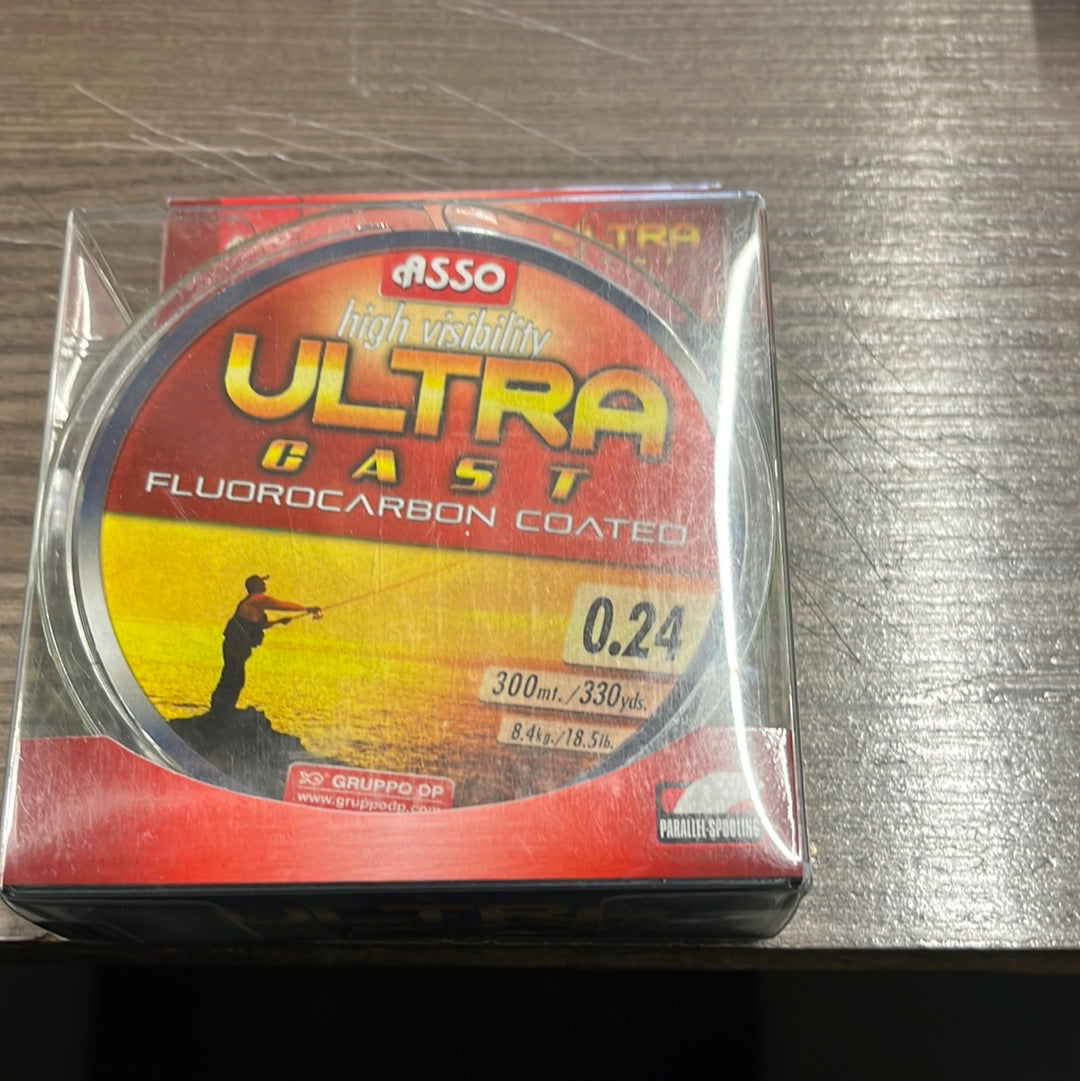 ULTRA
ASSO
high visibility
ULTRA
CAST
FLUOROCARBON COATED
0.24
300mt./330yds.
8.4kg./18.5lb.
GRUPPO DP
www.gruppodp.com
PARALLEL-SPOOLING